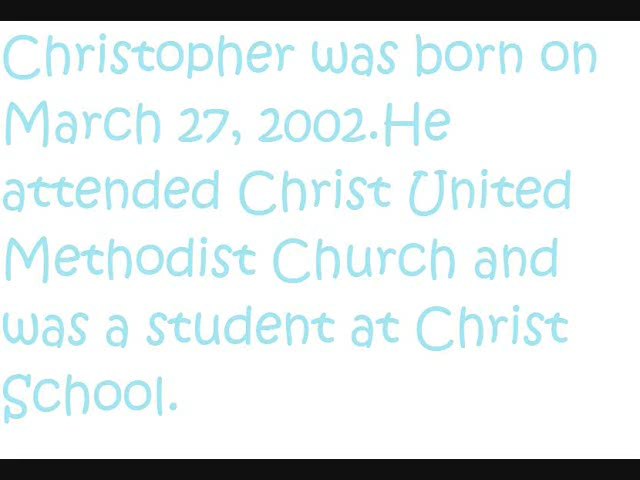 Christopher was born on
March 27, 2002.He
attended Christ United
Methodist Church and
was a student at Christ
School.